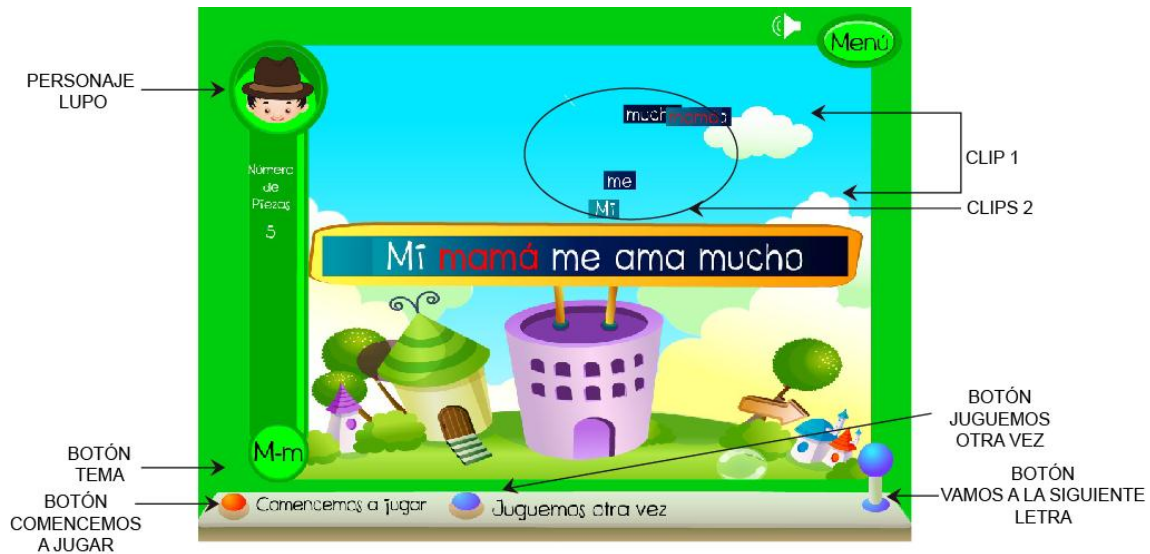 Menú
PERSONAJE
LUPO
mamá
CLIP 1
Número
de
Piezas
5
me
Mi
CLIPS 2
Mi mamá me ama mucho
BOTÓN
JUGUEMOS
OTRA VEZ
M-m
BOTÓN
TEMA
BOTÓN
VAMOS A LA SIGUIENTE
LETRA
BOTÓN
COMENCEMOS
A JUGAR
Comencemos a jugar
Juguemos otra vez